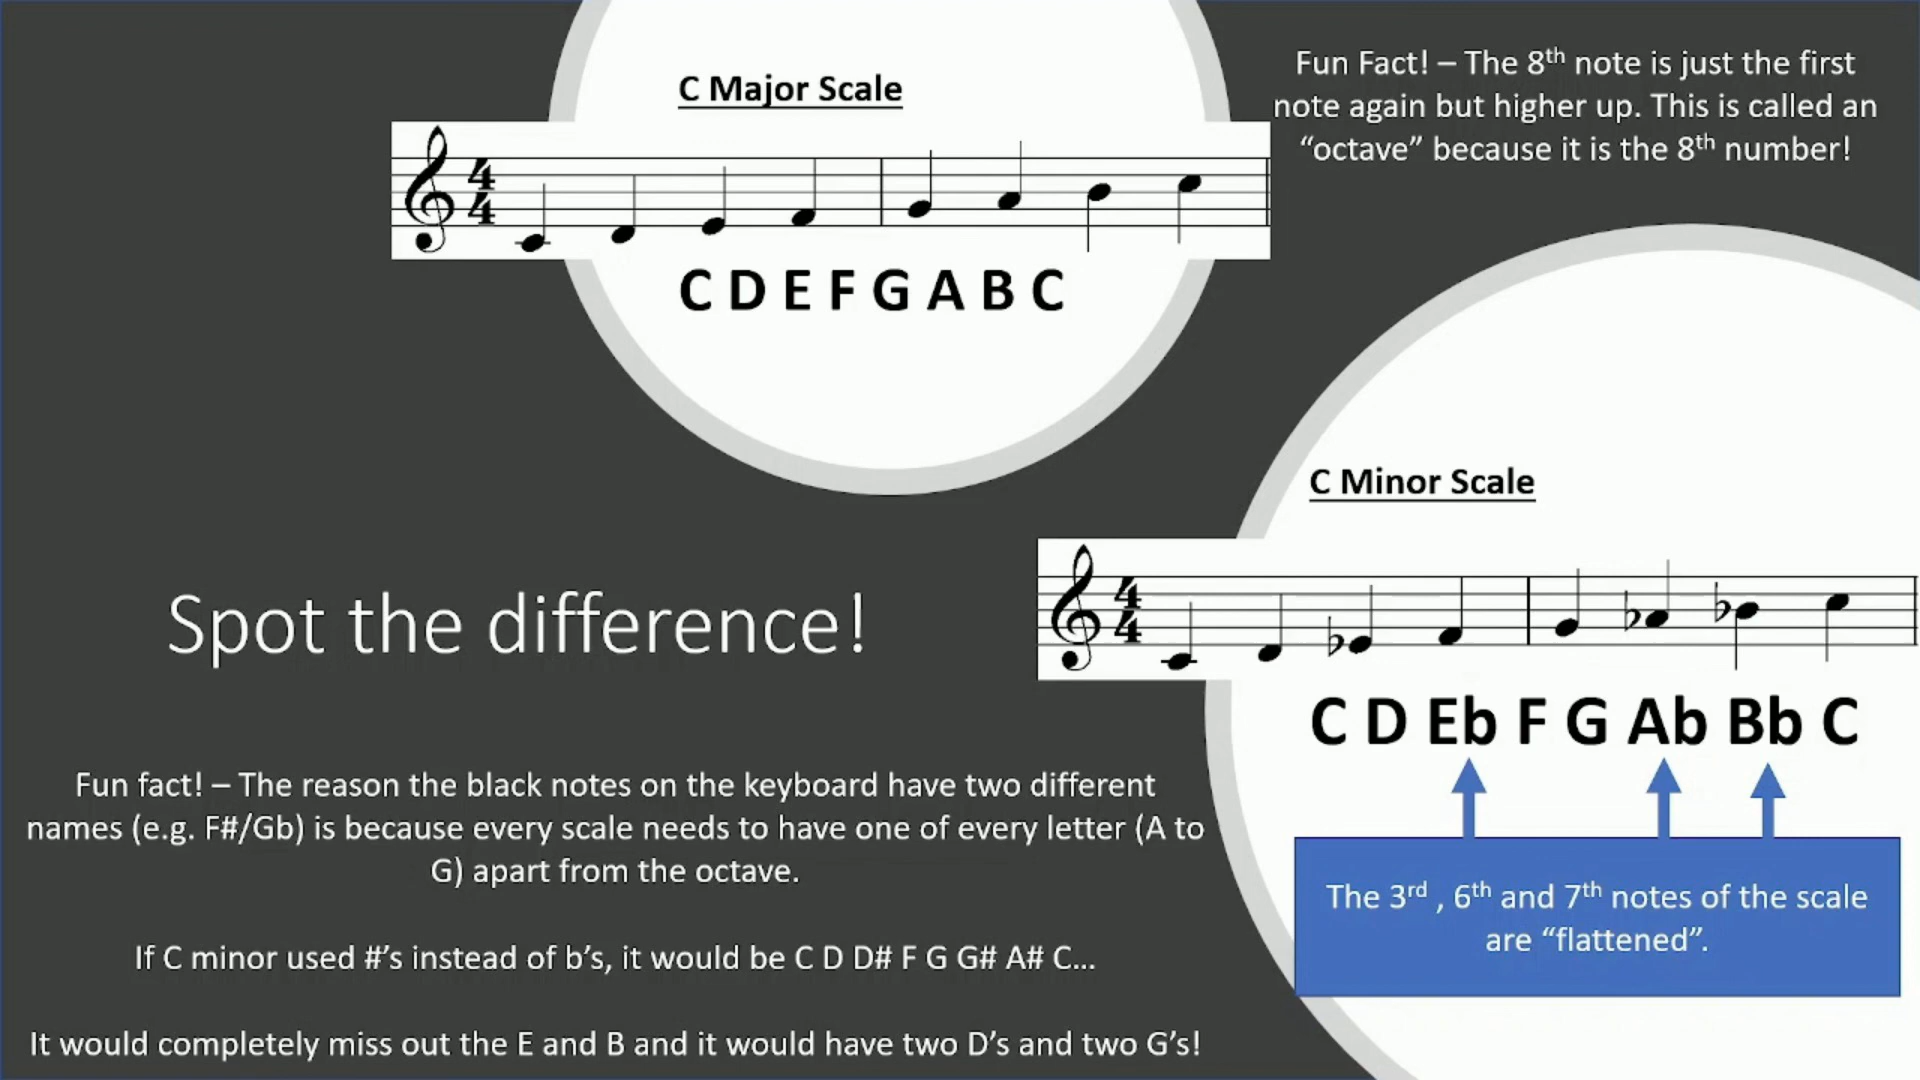 C Major Scale
4
4
C D E F G A B C
Fun Fact! – The 8th note is just the first
note again but higher up. This is called an
“octave” because it is the 8th number!
C Minor Scale
4
4
C D Eb F G Ab Bb C
The 3rd , 6th and 7th notes of the scale
are “flattened”.
Spot the difference!
Fun fact! – The reason the black notes on the keyboard have two different
names (e.g. F#/Gb) is because every scale needs to have one of every letter (A to
G) apart from the octave.
If C minor used #’s instead of b’s, it would be C D D# F G G# A# C…
It would completely miss out the E and B and it would have two D’s and two G’s!